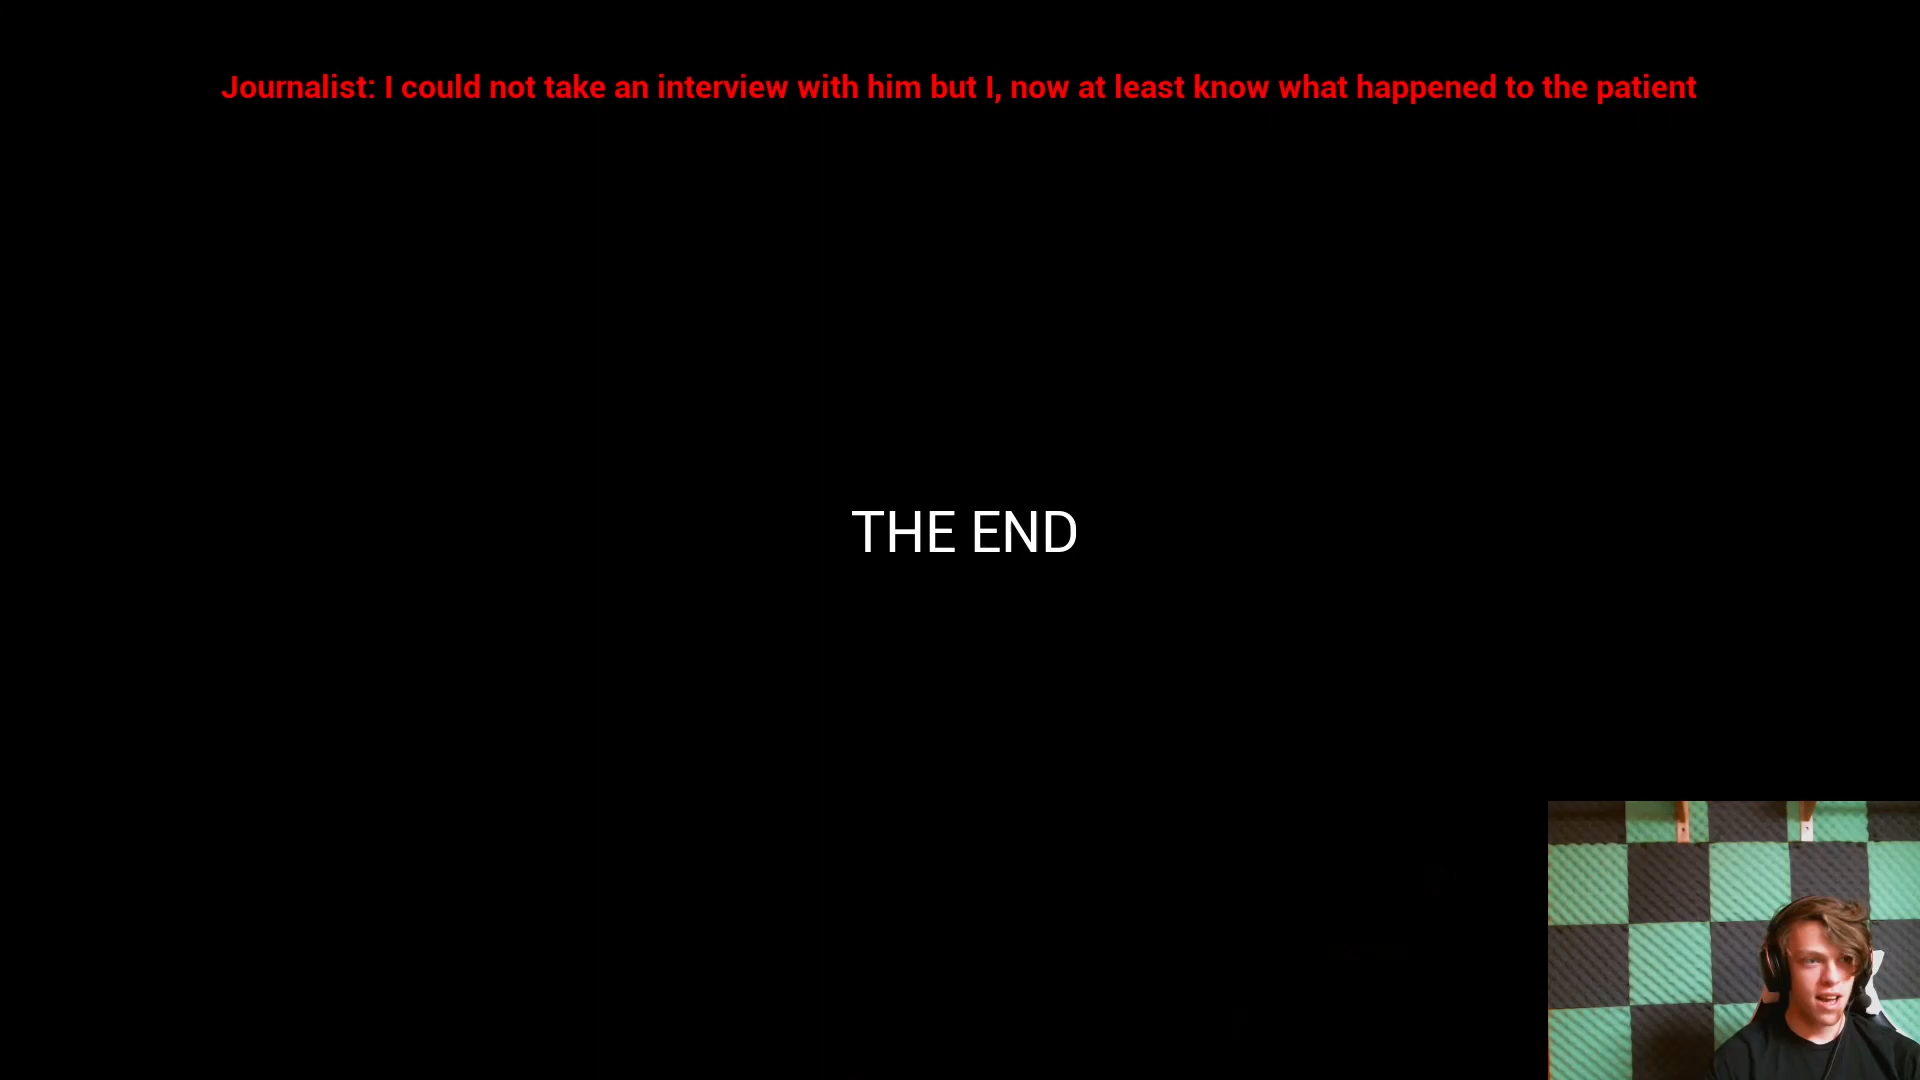 Journalist: I could not take an interview with him but I, now at least know what happened to the patient
THE END